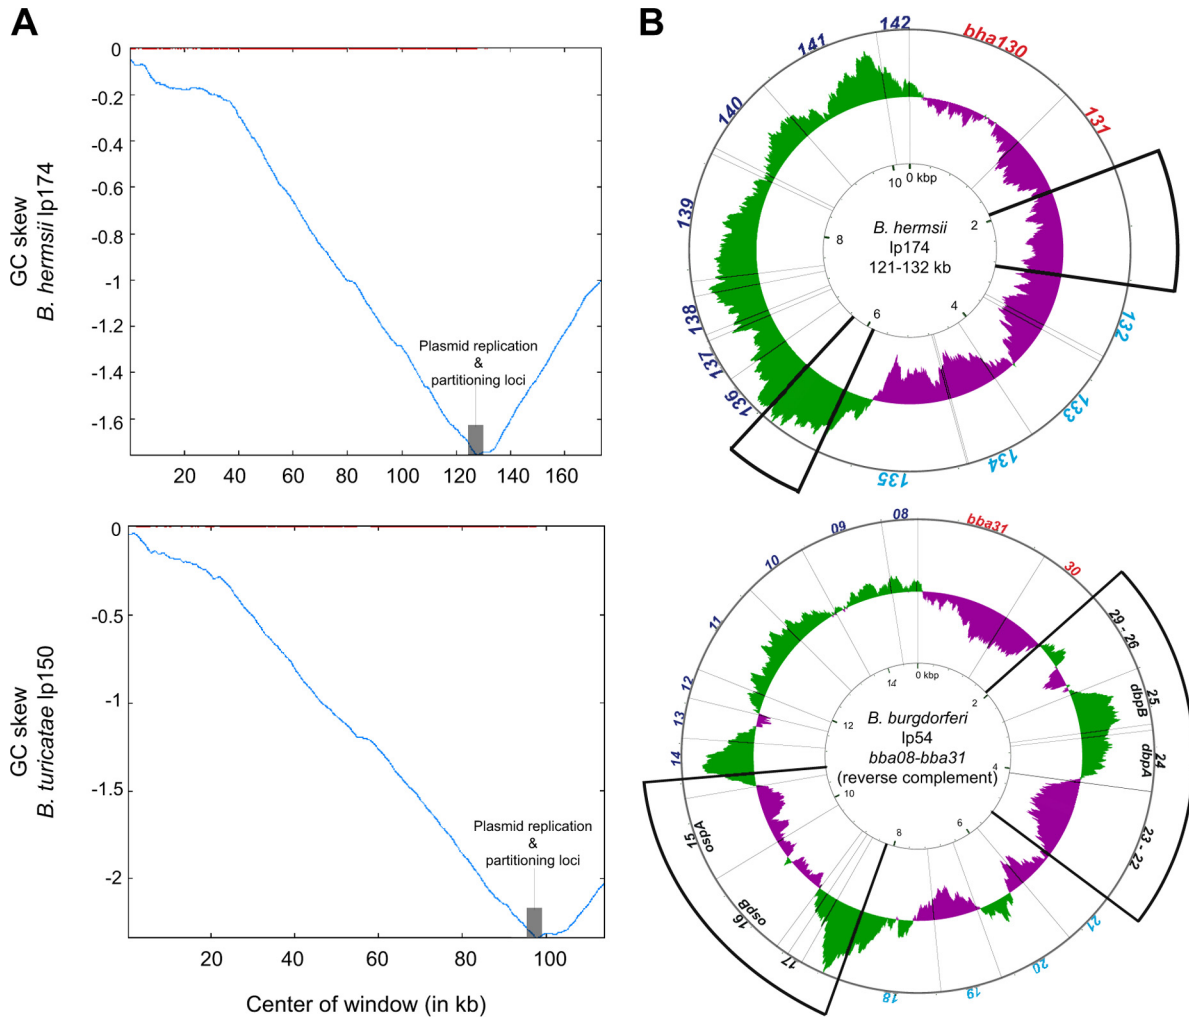 A
GC skew
B. hermsii lp174
0
-0.2
-0.4
-0.6
-0.8
-1
-1.2
-1.4
-1.6
Plasmid replication
&
partitioning loci
20
40
60
80
100
120
140
160
GC skew
B. turicatae lp150
0
-0.5
-1
-1.5
-2
Plasmid replication
&
partitioning loci
20
40
60
80
100
Center of window (in kb)
B
142
bha130
131
132
133
134
135
136
137
138
139
140
141
0 kbp
2
4
6
8
10
B. hermsii
lp174
121-132 kb
08
bba31
30
29 - 26
25
dbpB
24
dbpA
23 - 22
21
20
19
18
17
16
ospB
15
ospA
14
13
12
11
10
09
0 kbp
2
4
6
8
10
12
14
B. burgdorferi
lp54
bba08-bba31
(reverse complement)